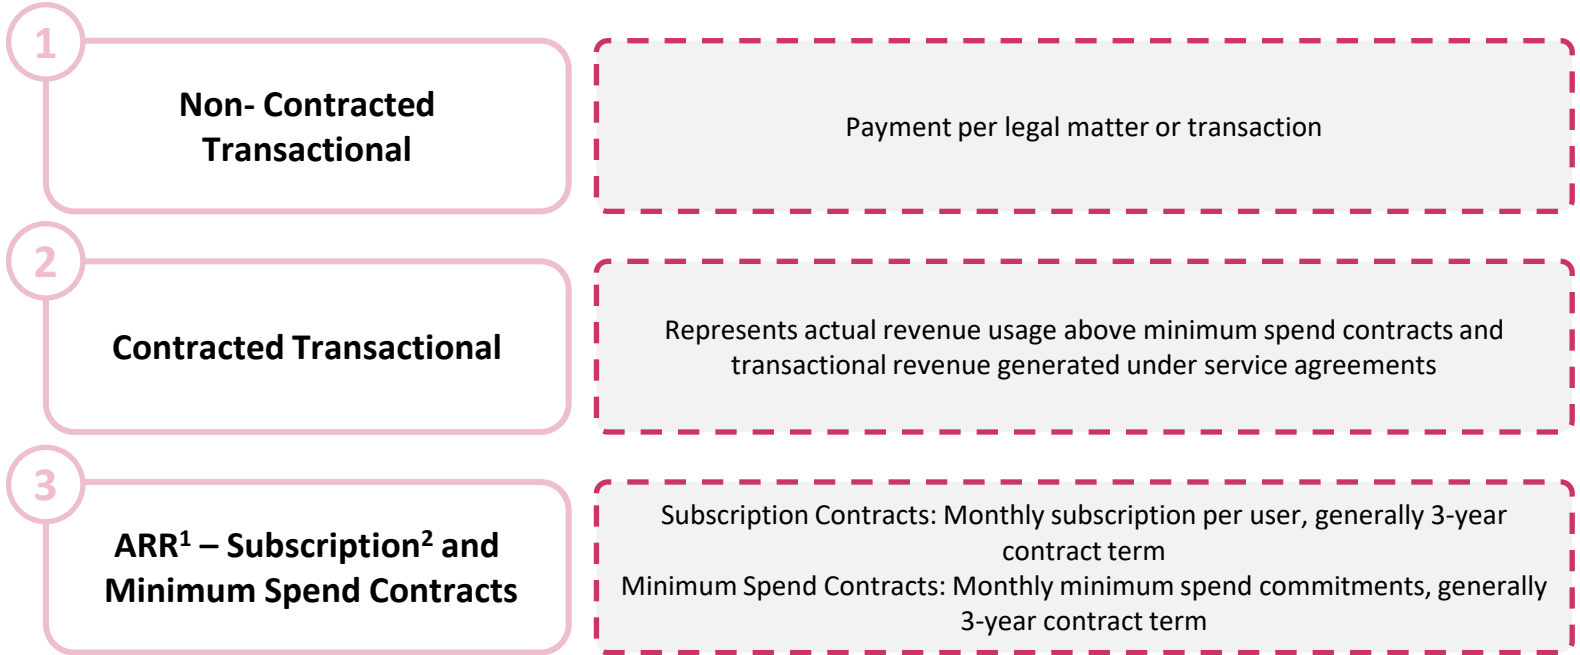 1
Non- Contracted
Transactional
Payment per legal matter or transaction
2
Contracted Transactional
Represents actual revenue usage above minimum spend contracts and
transactional revenue generated under service agreements
3
ARR¹ – Subscription² and
Minimum Spend Contracts
Subscription Contracts: Monthly subscription per user, generally 3-year
contract term
Minimum Spend Contracts: Monthly minimum spend commitments, generally
3-year contract term